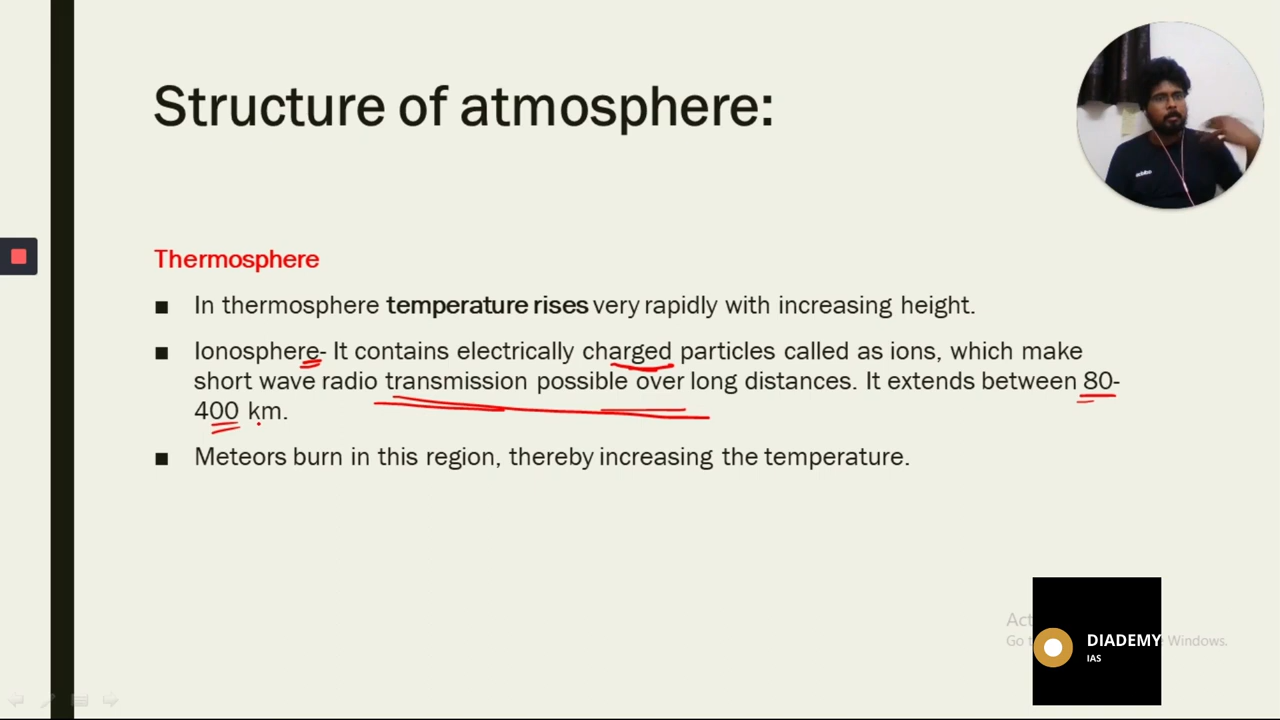 Structure of atmosphere:
Thermosphere
■ In thermosphere temperature rises very rapidly with increasing height.
■ Ionosphere- It contains electrically charged particles called as ions, which make
short wave radio transmission possible over long distances. It extends between 80-
400 km.
■ Meteors burn in this region, thereby increasing the temperature.
DIADEMY
IAS
Windows.